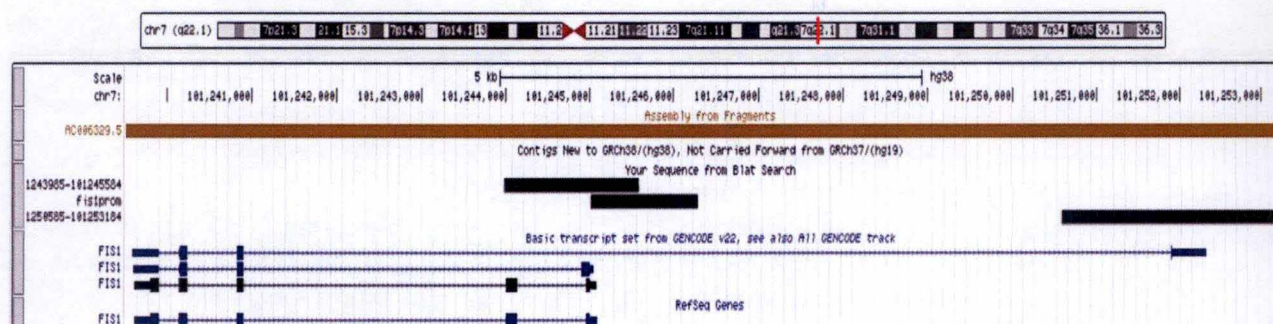 chr7 (q22.1) 7p21.3 21.1 15.3 7p14.3 7p14.1 13 11.2 11.21 11.22 11.23 7q21.11 q21.3 7q22.1 7q31.1 7q33 7q34 7q35 36.1 36.3
Scale 5 kb hg38
chr7: 101,241,000 101,242,000 101,243,000 101,244,000 101,245,000 101,246,000 101,247,000 101,248,000 101,249,000 101,250,000 101,251,000 101,252,000 101,253,000
Assembly from Fragments
AC006329.5
Contigs New to GRCh38/(hg38), Not Carried Forward from GRCh37/(hg19)
Your Sequence from Blat Search
1243985-101245584
fis1prom
1250585-101253184
Basic transcript set from GENCODE v22, see also All GENCODE track
FIS1
FIS1
FIS1
RefSeq Genes
FIS1